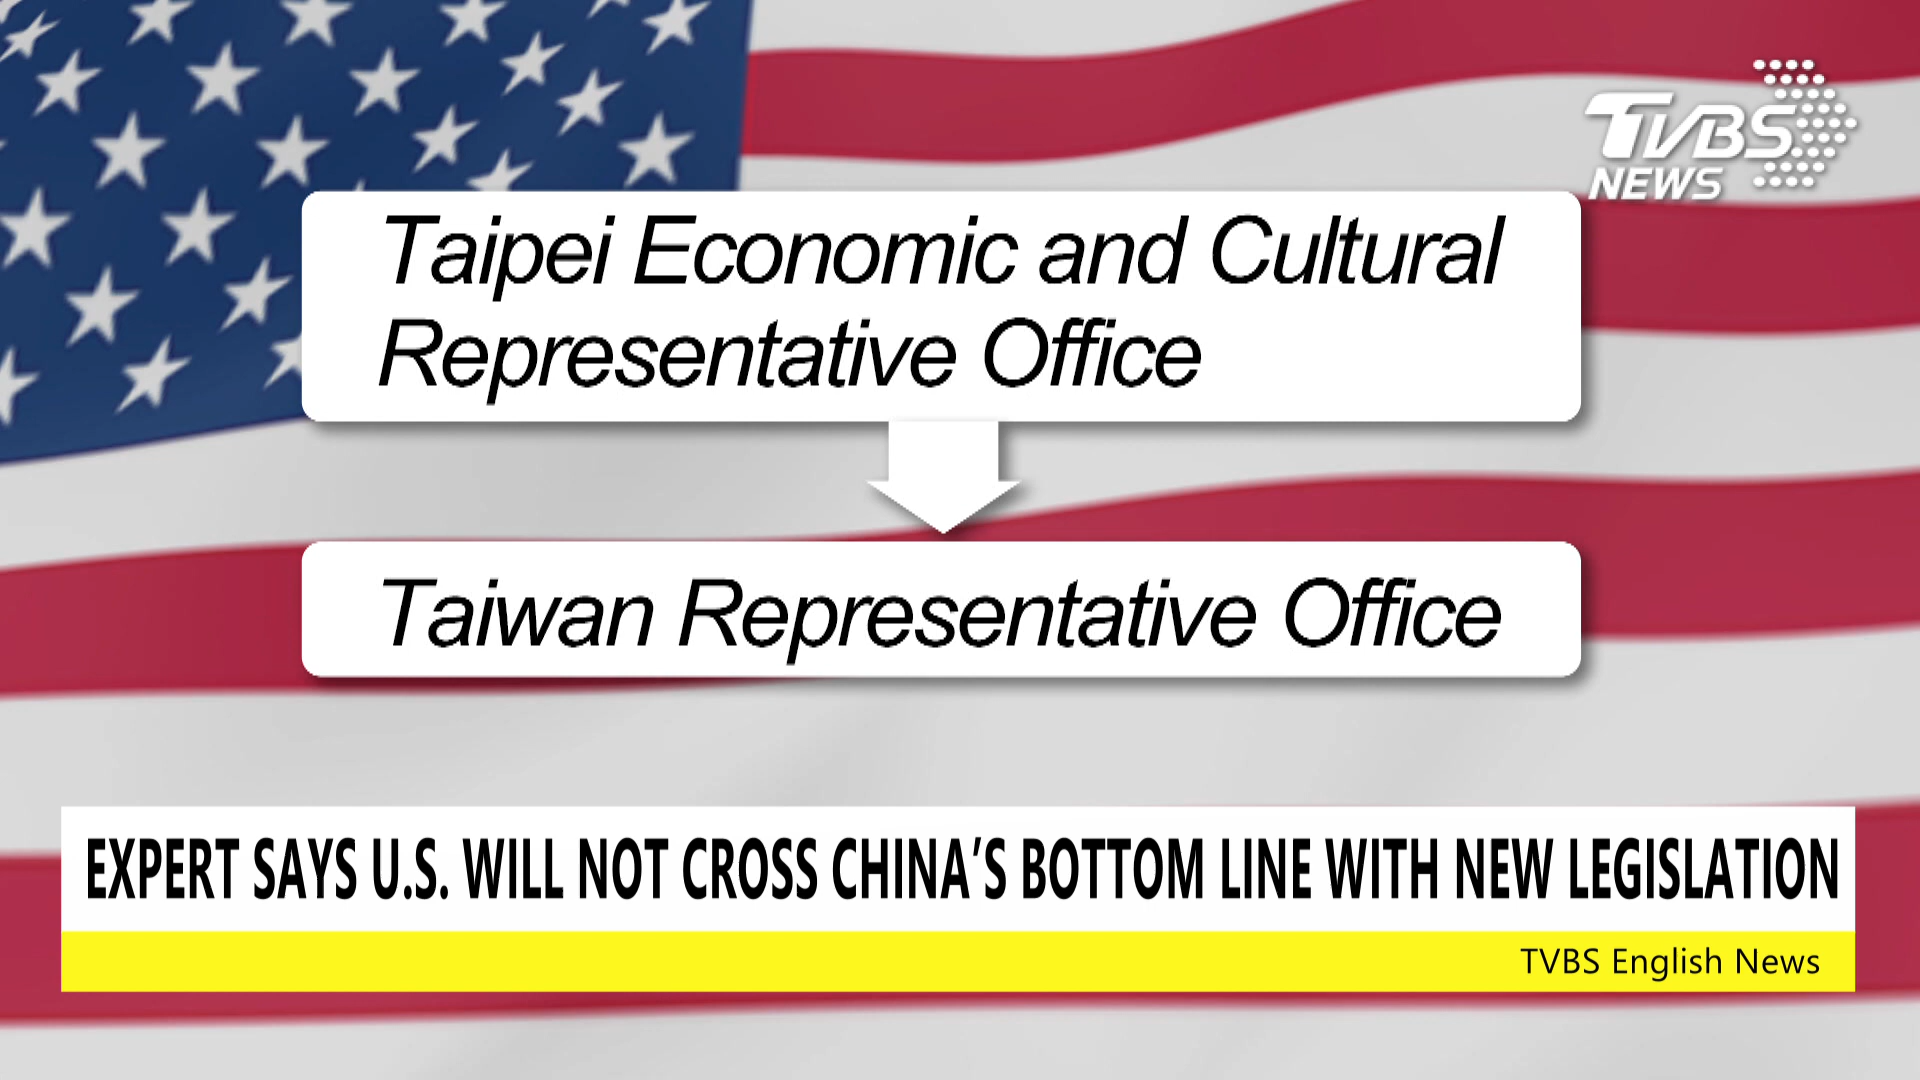 TVBS
NEWS
Taipei Economic and Cultural
Representative Office
Taiwan Representative Office
EXPERT SAYS U.S. WILL NOT CROSS CHINA'S BOTTOM LINE WITH NEW LEGISLATION
TVBS English News